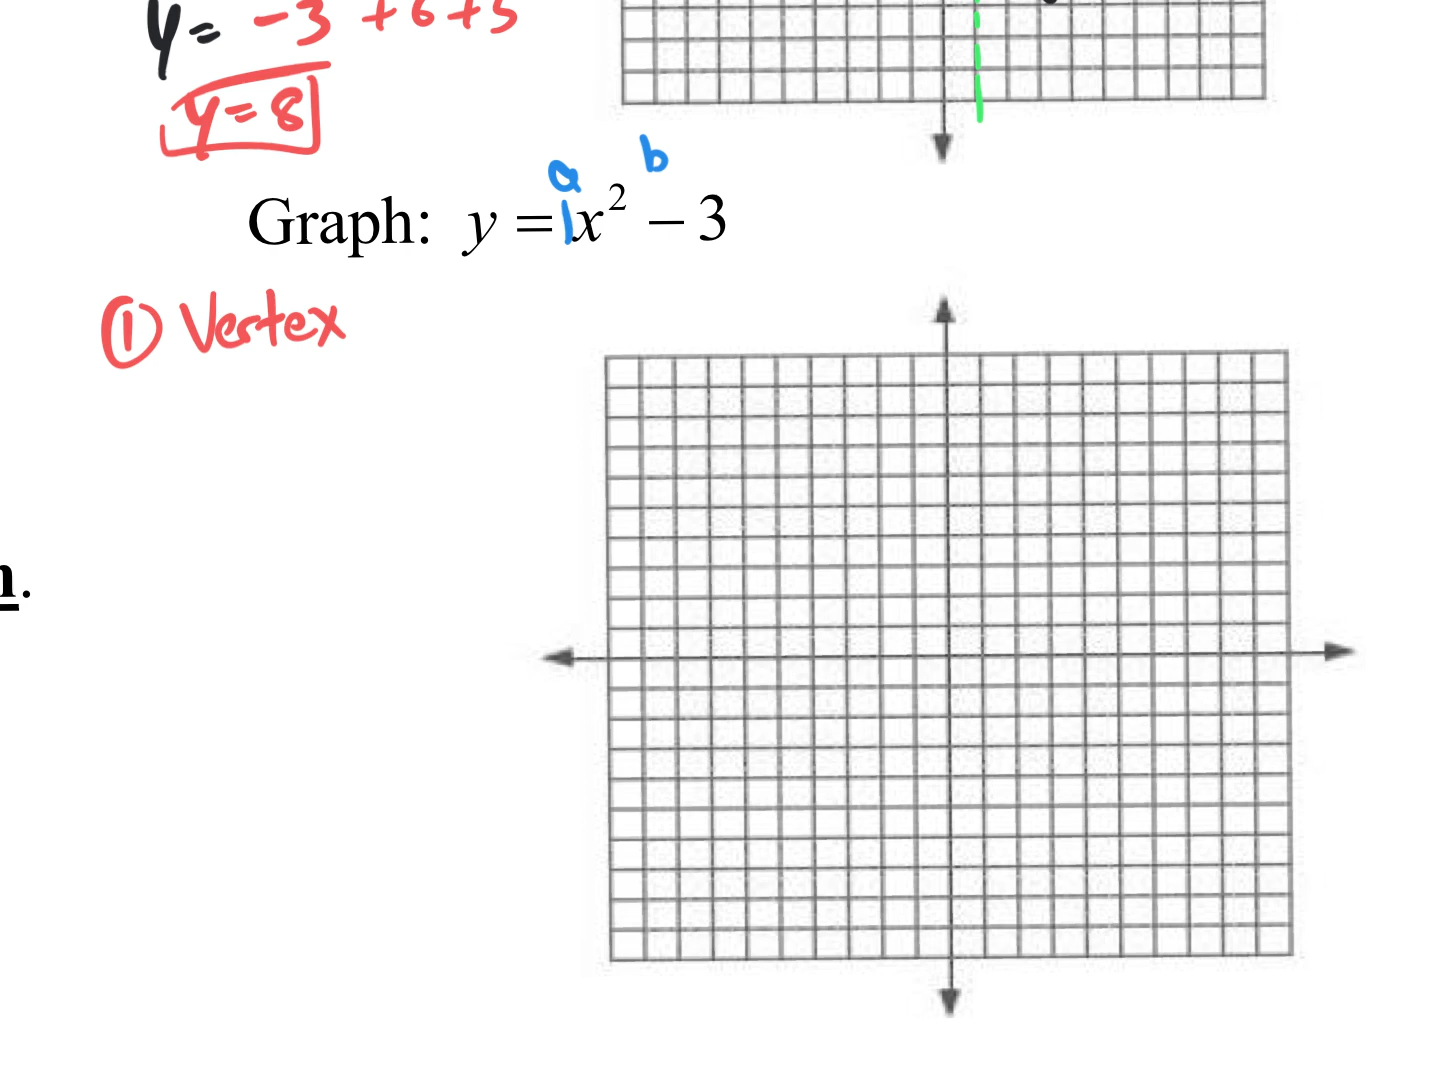 y = -3 + 6 + 5
y = 8
a b
Graph: y = 1x² − 3
① Vertex
n.